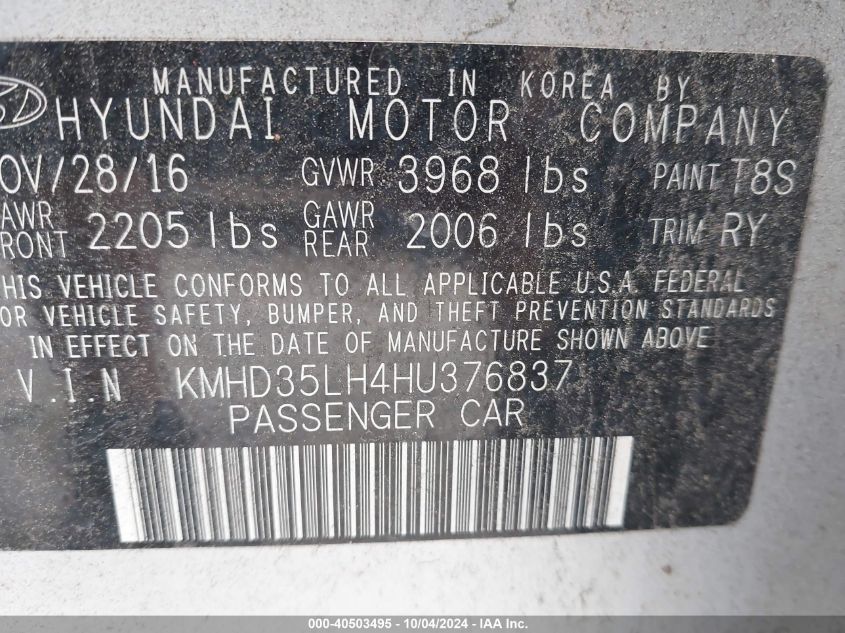 MANUFACTURED IN KOREA BY
HYUNDAI MOTOR COMPANY
OV/28/16 GVWR 3968 lbs PAINT T8S
AWR FRONT 2205 lbs GAWR REAR 2006 lbs TRIM RY
HIS VEHICLE CONFORMS TO ALL APPLICABLE U.S.A. FEDERAL
OR VEHICLE SAFETY, BUMPER, AND THEFT PREVENTION STANDARDS
IN EFFECT ON THE DATE OF MANUFACTURE SHOWN ABOVE
V.I.N KMHD35LH4HU376837
PASSENGER CAR
000-40503495 - 10/04/2024 - IAA Inc.